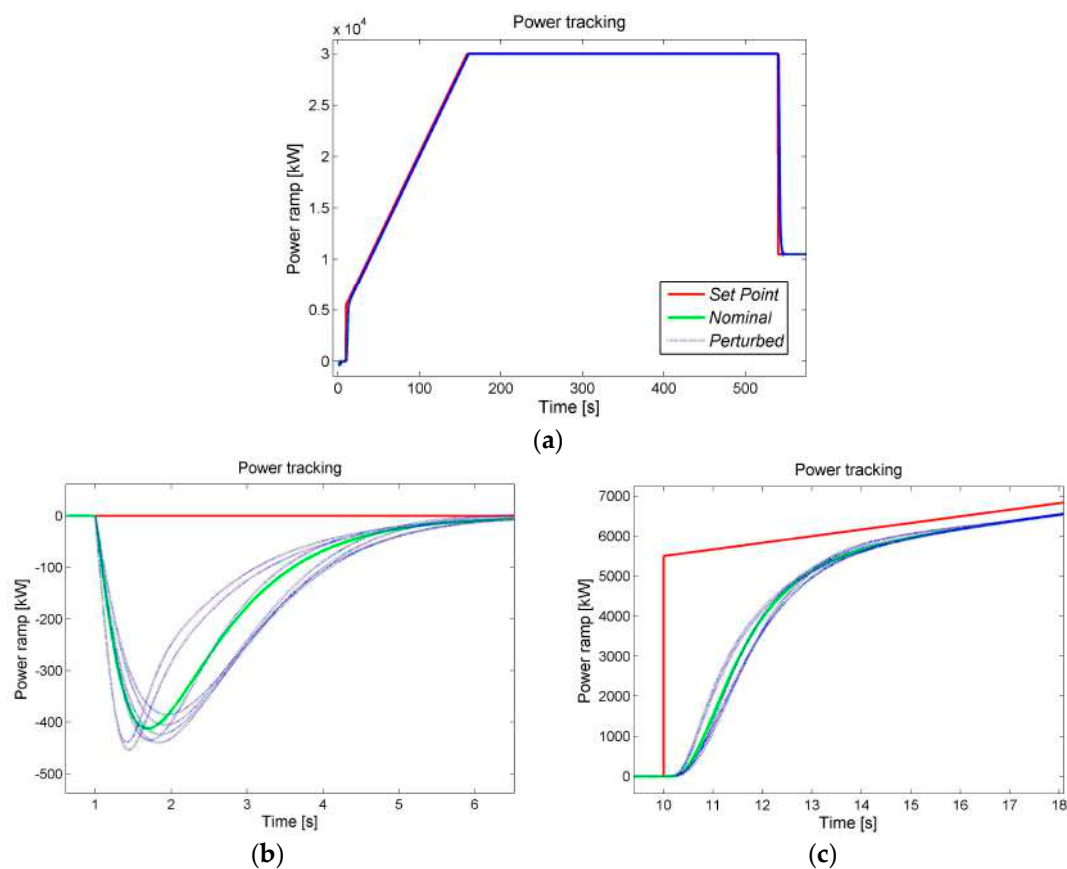 Power tracking
x 10⁴
3
2.5
2
1.5
1
0.5
0
Power ramp [kW]
Set Point
Nominal
Perturbed
0 100 200 300 400 500
Time [s]
(a)
Power tracking
0
-100
-200
-300
-400
-500
Power ramp [kW]
1 2 3 4 5 6
Time [s]
(b)
Power tracking
7000
6000
5000
4000
3000
2000
1000
0
Power ramp [kW]
10 11 12 13 14 15 16 17 18
Time [s]
(c)